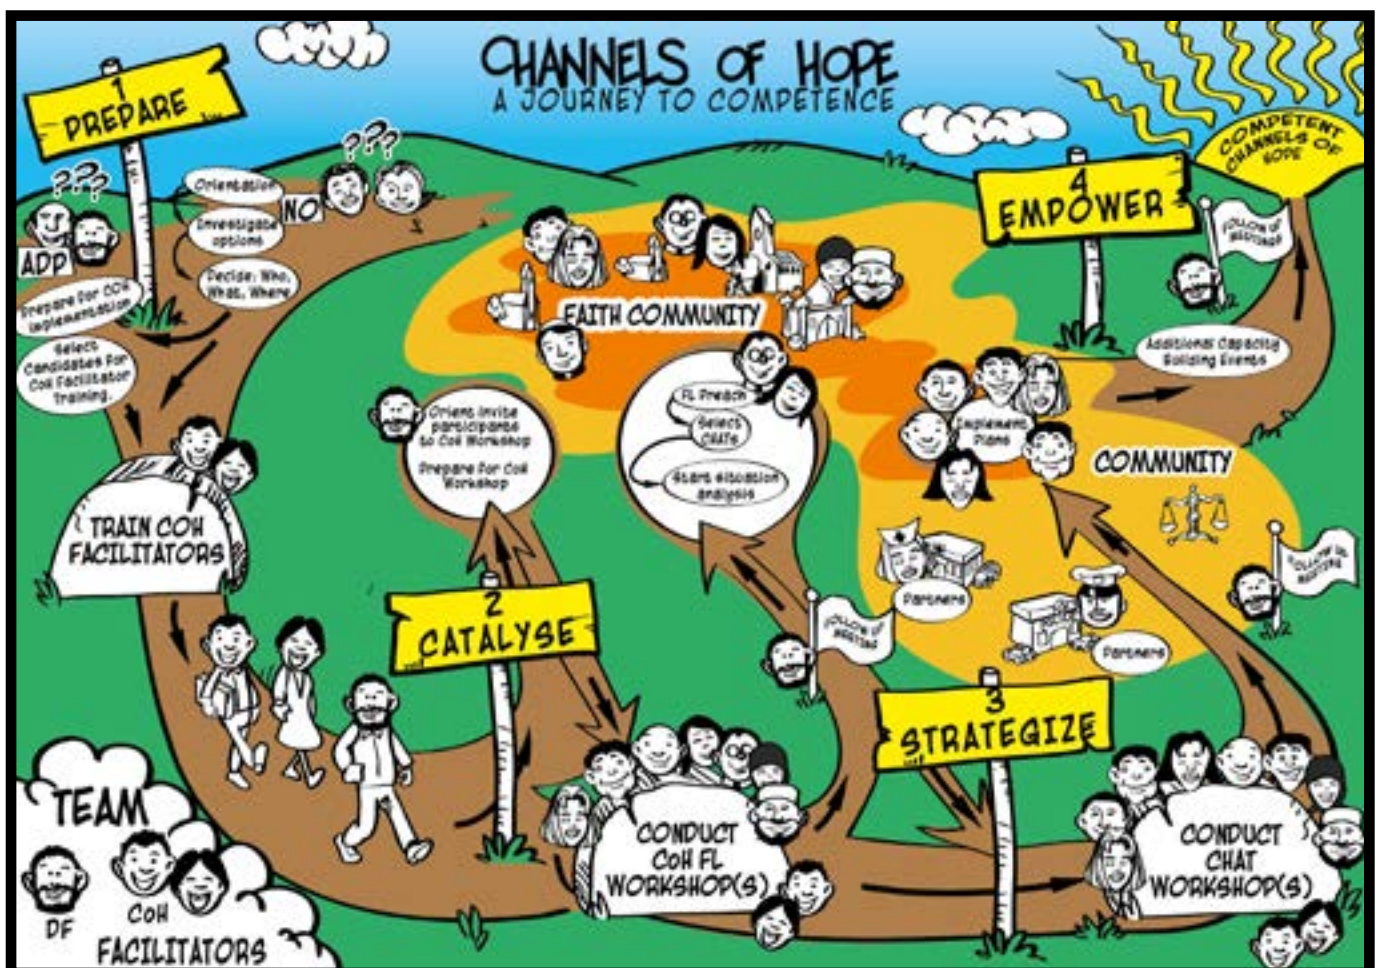 CHANNELS OF HOPE
A JOURNEY TO COMPETENCE
1
PREPARE
???
???
ADP
NO
Orientation
Investigate
options
Decide: Who,
What, Where
Prepare for COH
implementation
Select
Candidates for
CoH Facilitator
Training.
TRAIN COH
FACILITATORS
TEAM
DF
CoH
FACILITATORS
2
CATALYSE
Orient invite
participants
to CoH Workshop
Prepare for CoH
Workshop
CONDUCT
CoH FL
WORKSHOP(S)
FAITH COMMUNITY
FL Preach
Select
CHATs
Start situation
analysis
FOLLOW UP
MEETING
3
STRATEGIZE
CONDUCT
CHAT
WORKSHOP(S)
FOLLOW UP
MEETING
COMMUNITY
Implement
Plans
Partners
Partners
4
EMPOWER
Additional Capacity
Building Events
FOLLOW UP
MEETINGS
COMPETENT
CHANNELS OF
HOPE